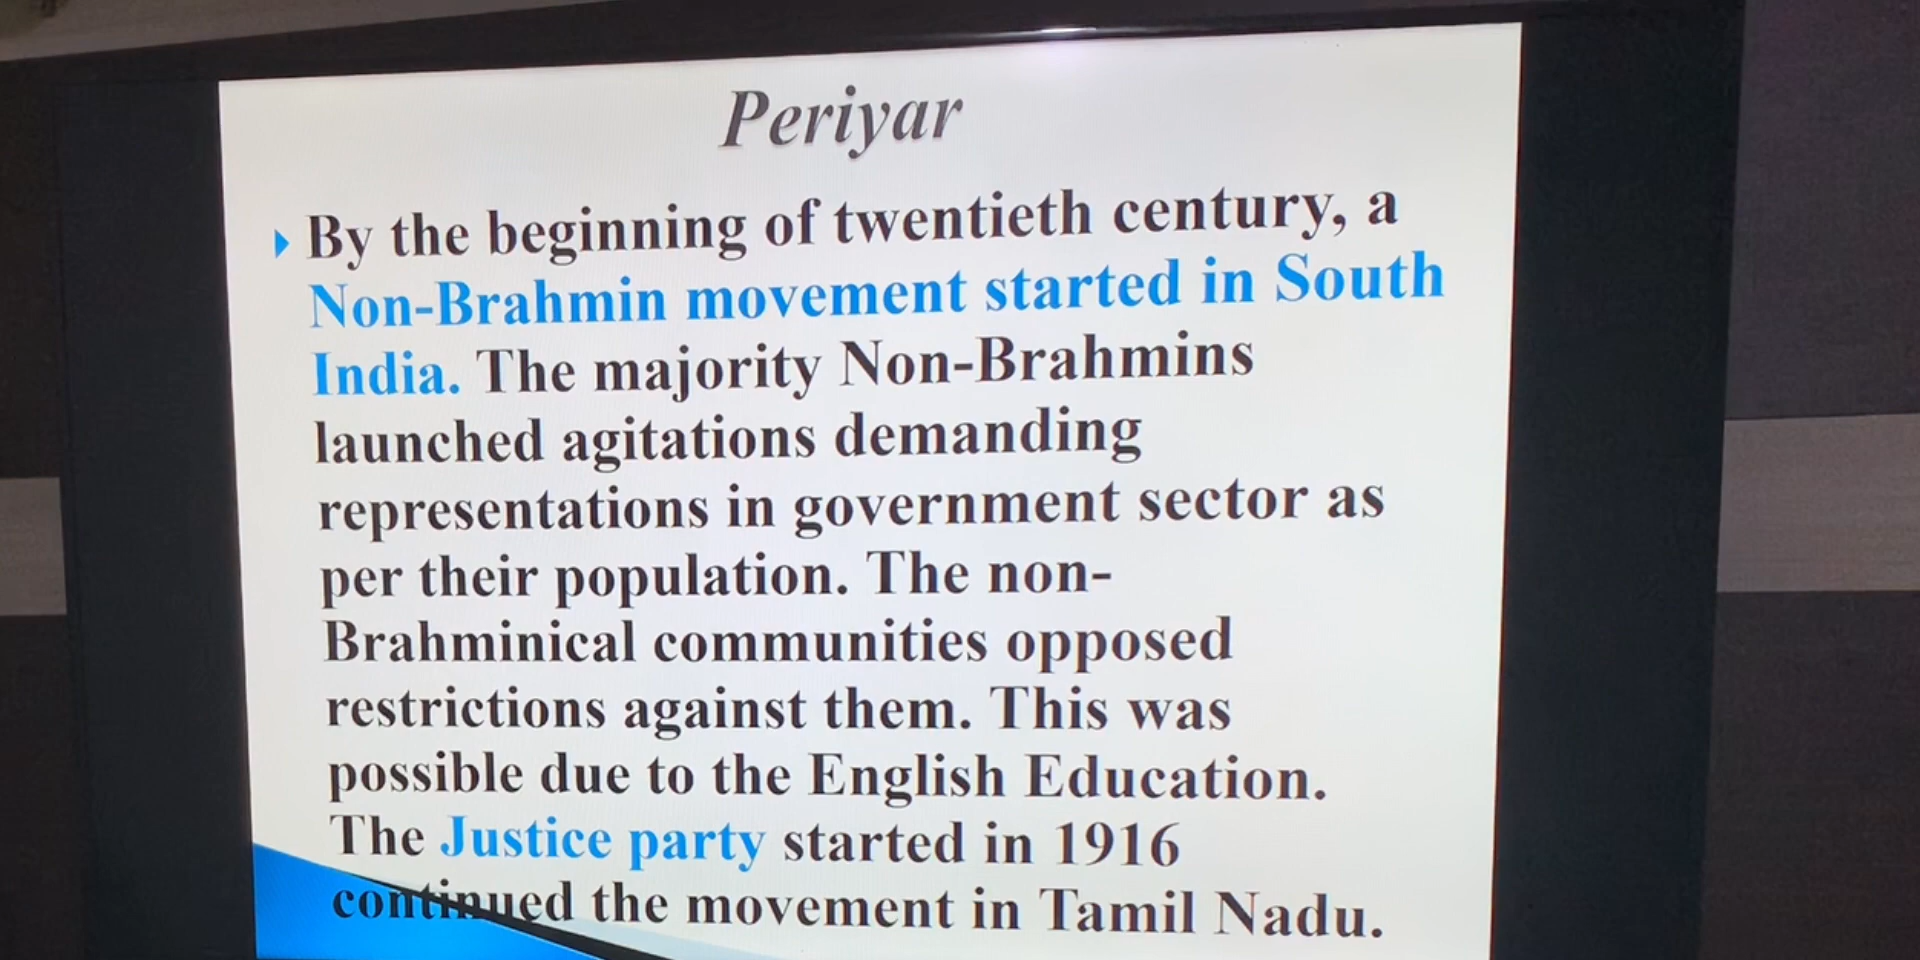 Periyar
By the beginning of twentieth century, a
Non-Brahmin movement started in South
India. The majority Non-Brahmins
launched agitations demanding
representations in government sector as
per their population. The non-
Brahminical communities opposed
restrictions against them. This was
possible due to the English Education.
The Justice party started in 1916
continued the movement in Tamil Nadu.